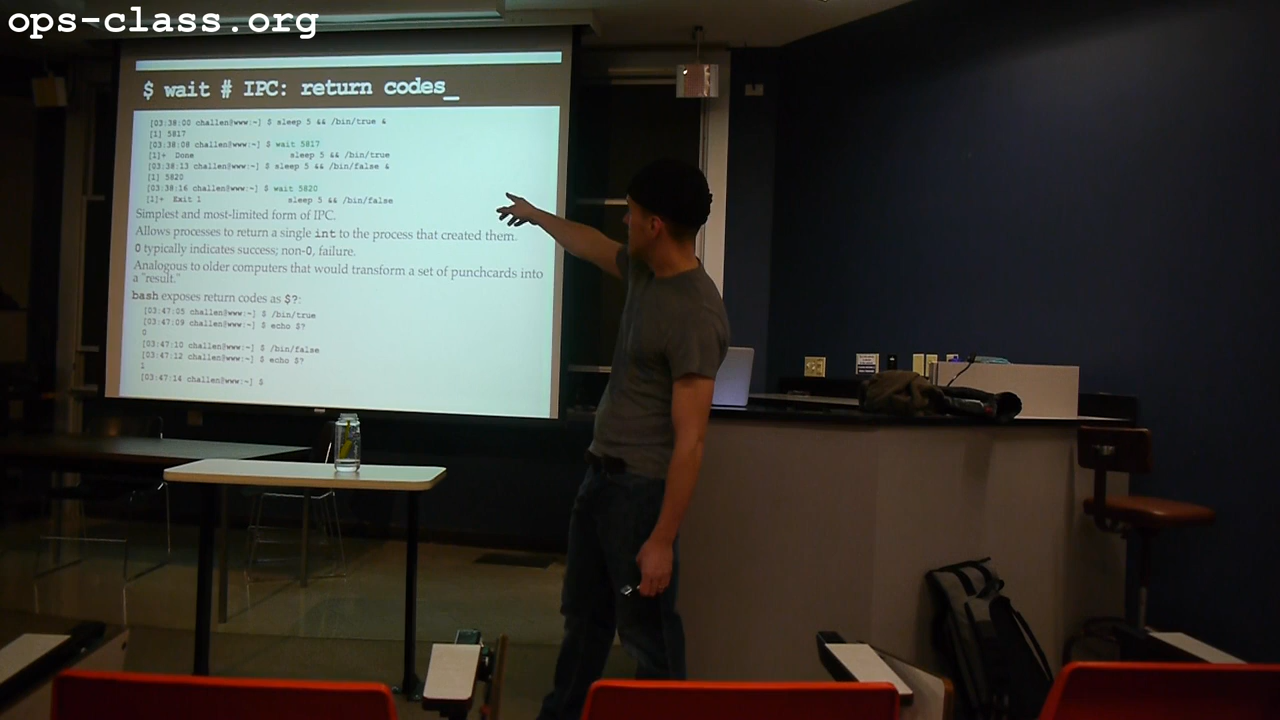 ops-class.org
$ wait # IPC: return codes_
[03:38:00 challen@www:~] $ sleep 5 && /bin/true &
[1] 5817
[03:38:08 challen@www:~] $ wait 5817
[1]+ Done sleep 5 && /bin/true
[03:38:13 challen@www:~] $ sleep 5 && /bin/false &
[1] 5820
[03:38:16 challen@www:~] $ wait 5820
[1]+ Exit 1 sleep 5 && /bin/false
Simplest and most-limited form of IPC.
Allows processes to return a single int to the process that created them.
0 typically indicates success; non-0, failure.
Analogous to older computers that would transform a set of punchcards into
a "result."
bash exposes return codes as $?:
[03:47:05 challen@www:~] $ /bin/true
[03:47:09 challen@www:~] $ echo $?
0
[03:47:10 challen@www:~] $ /bin/false
[03:47:12 challen@www:~] $ echo $?
1
[03:47:14 challen@www:~] $